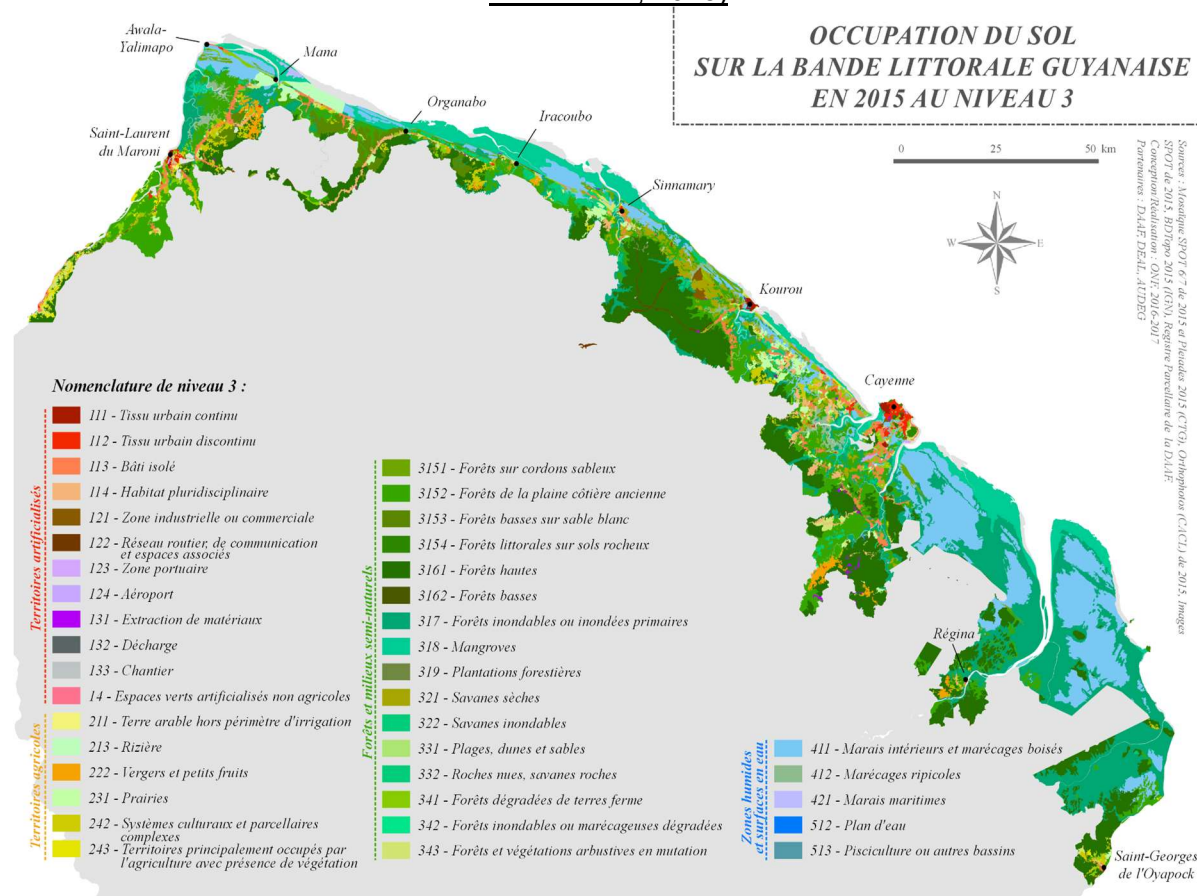 OCCUPATION DU SOL
SUR LA BANDE LITTORALE GUYANAISE
EN 2015 AU NIVEAU 3
0 25 50 km
N
W E
S
Sources : Mosaïque SPOT 6/7 de 2015 et Pleiades 2015 (CTG), Orthophotos (CACL) de 2015, Images
SPOT de 2015, BDTopo 2015 (IGN), Registre Parcellaire de la DAAF.
Conception/Réalisation : ONF, 2016-2017
Partenaires : DAAF, DEAL, AUDEG
Awala-
Yalimapo
Mana
Organabo
Iracoubo
Saint-Laurent
du Maroni
Sinnamary
Kourou
Cayenne
Régina
Saint-Georges
de l'Oyapock
Nomenclature de niveau 3 :
Territoires artificialisés
111 - Tissu urbain continu
112 - Tissu urbain discontinu
113 - Bâti isolé
114 - Habitat pluridisciplinaire
121 - Zone industrielle ou commerciale
122 - Réseau routier, de communication
et espaces associés
123 - Zone portuaire
124 - Aéroport
131 - Extraction de matériaux
132 - Décharge
133 - Chantier
14 - Espaces verts artificialisés non agricoles
Territoires agricoles
211 - Terre arable hors périmètre d'irrigation
213 - Rizière
222 - Vergers et petits fruits
231 - Prairies
242 - Systèmes culturaux et parcellaires
complexes
243 - Territoires principalement occupés par
l'agriculture avec présence de végétation
Forêts et milieux semi-naturels
3151 - Forêts sur cordons sableux
3152 - Forêts de la plaine côtière ancienne
3153 - Forêts basses sur sable blanc
3154 - Forêts littorales sur sols rocheux
3161 - Forêts hautes
3162 - Forêts basses
317 - Forêts inondables ou inondées primaires
318 - Mangroves
319 - Plantations forestières
321 - Savanes sèches
322 - Savanes inondables
331 - Plages, dunes et sables
332 - Roches nues, savanes roches
341 - Forêts dégradées de terres ferme
342 - Forêts inondables ou marécageuses dégradées
343 - Forêts et végétations arbustives en mutation
Zones humides
et surfaces en eau
411 - Marais intérieurs et marécages boisés
412 - Marécages ripicoles
421 - Marais maritimes
512 - Plan d'eau
513 - Pisciculture ou autres bassins